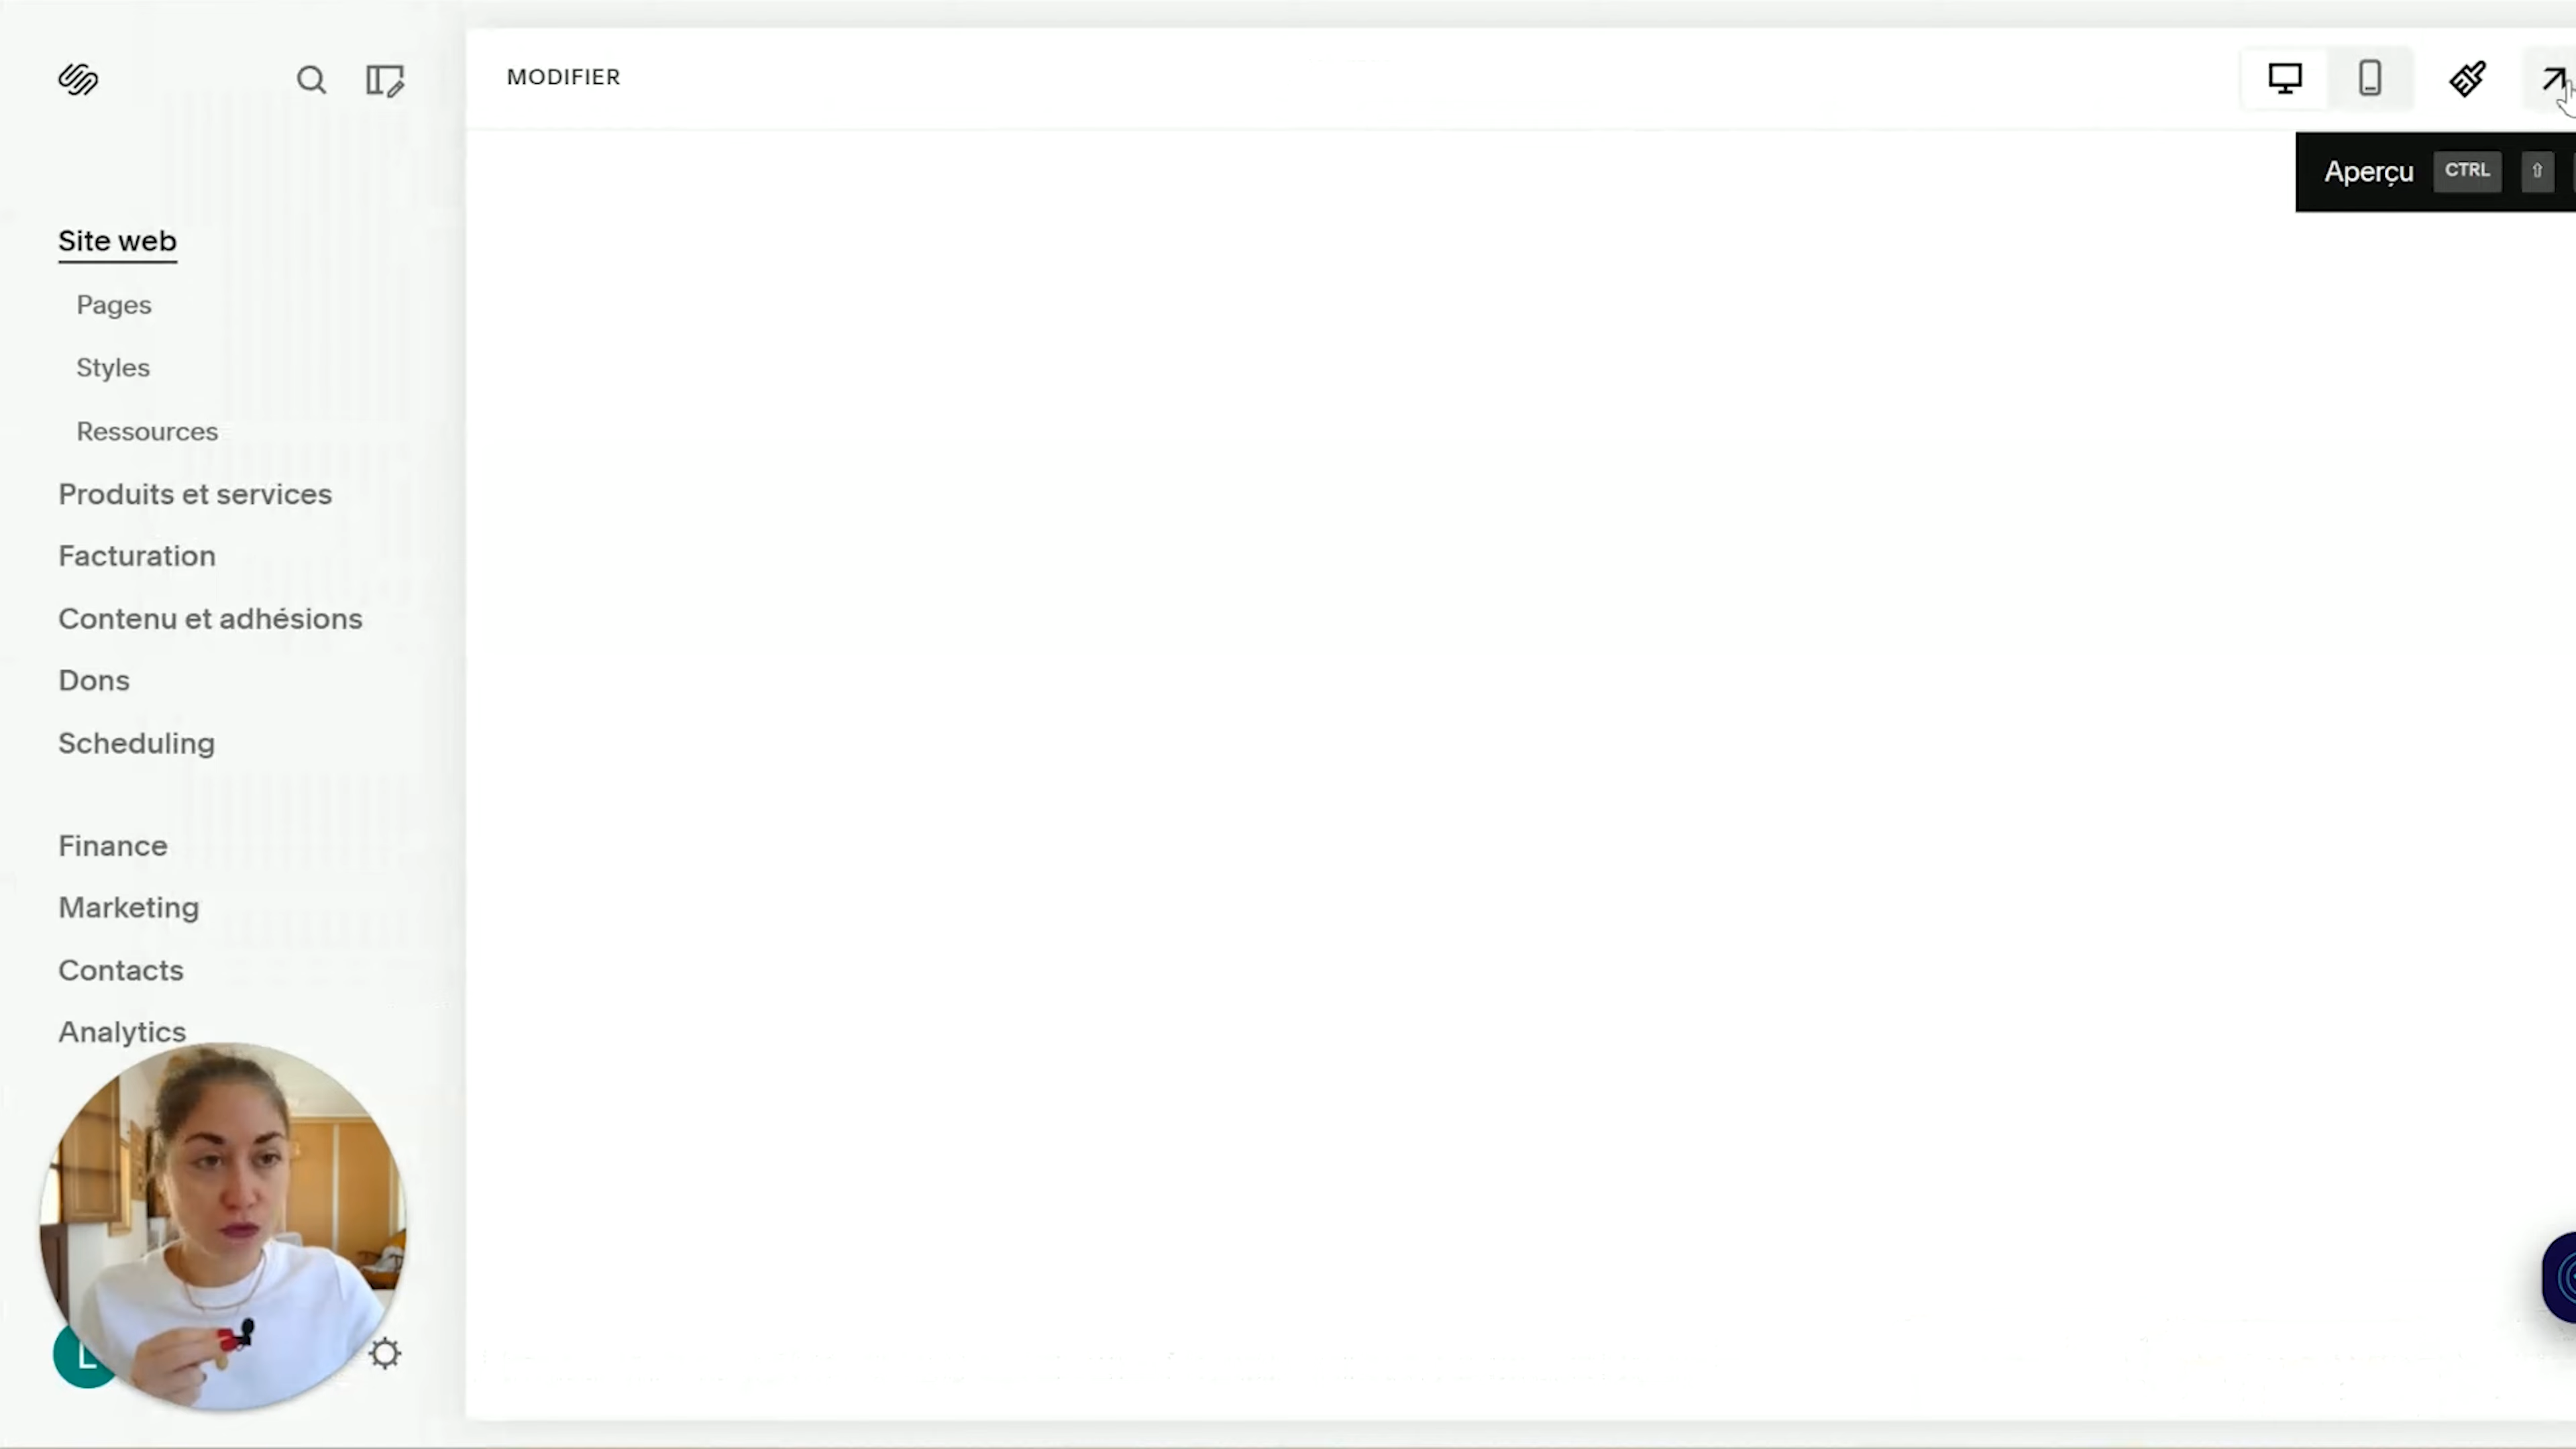 MODIFIER
Aperçu CTRL ⇧
Site web
Pages
Styles
Ressources
Produits et services
Facturation
Contenu et adhésions
Dons
Scheduling
Finance
Marketing
Contacts
Analytics
L